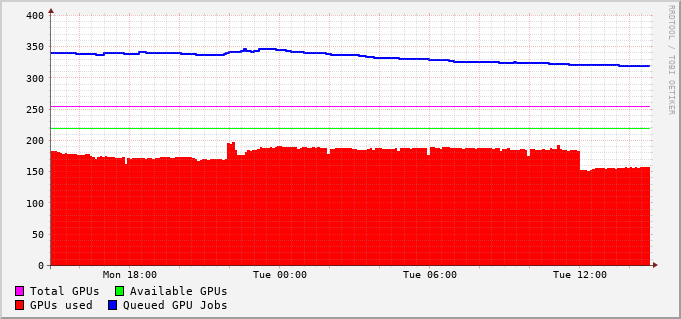 400
350
300
250
200
150
100
50
0
Mon 18:00 Tue 00:00 Tue 06:00 Tue 12:00
Total GPUs Available GPUs
GPUs used Queued GPU Jobs
RRDTOOL / TOBI OETIKER